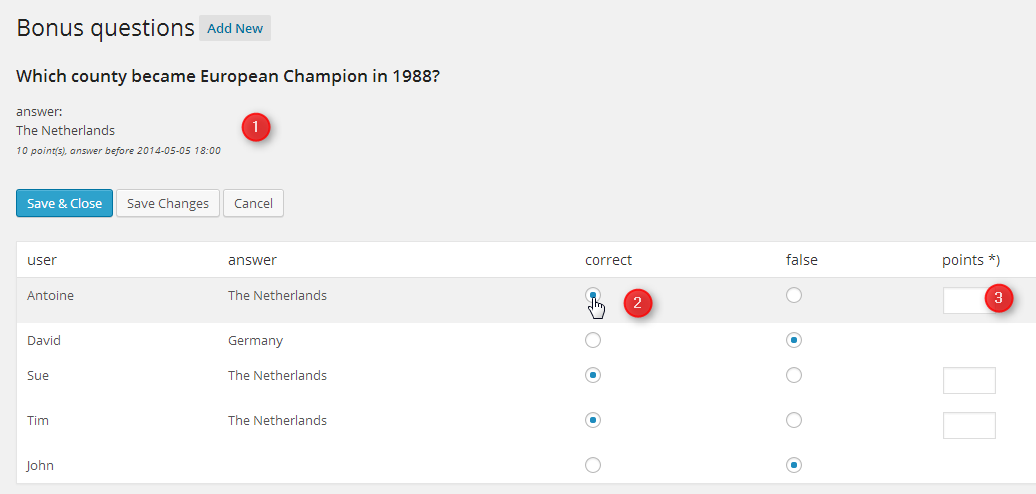 Bonus questions Add New
Which county became European Champion in 1988?
answer:
The Netherlands
10 point(s), answer before 2014-05-05 18:00
1
Save & Close Save Changes Cancel
user answer correct false points *)
Antoine The Netherlands 2 3
David Germany
Sue The Netherlands
Tim The Netherlands
John